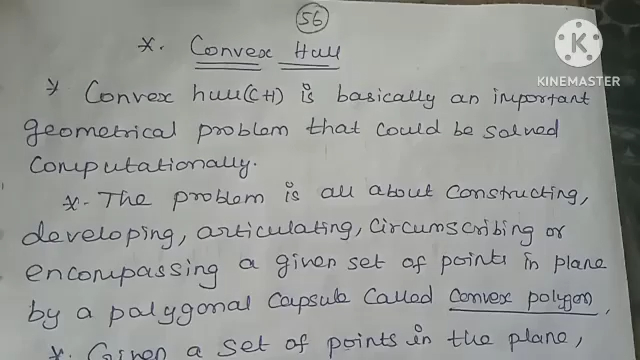 56
*. Convex Hull
* Convex hull(CH) is basically an important
geometrical problem that could be solved
computationally.
*. The problem is all about constructing,
developing, articulating, circumscribing or
encompassing a given set of points in plane
by a polygonal capsule called convex polygon.
*. Given a set of points in the plane,
K
KINEMASTER